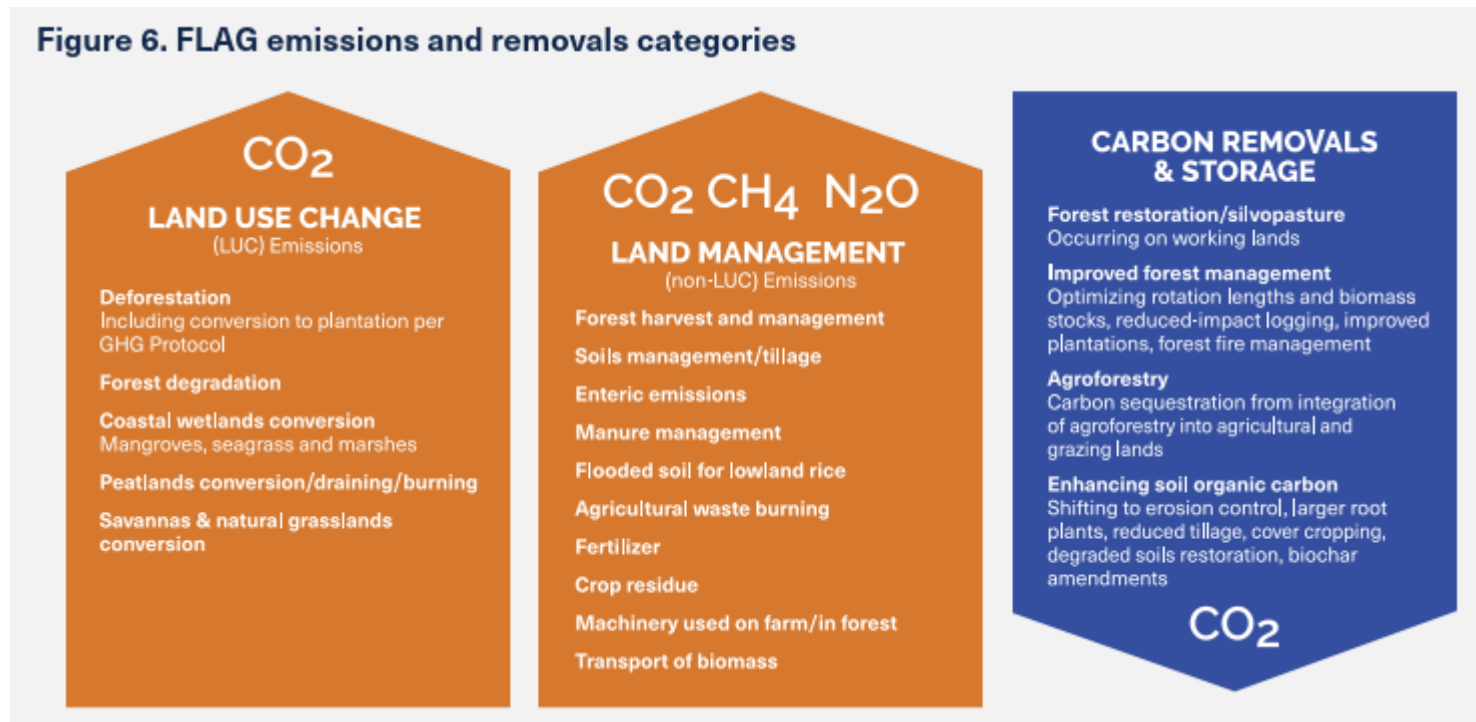 Figure 6. FLAG emissions and removals categories
CO2
LAND USE CHANGE
(LUC) Emissions
Deforestation
Including conversion to plantation per
GHG Protocol
Forest degradation
Coastal wetlands conversion
Mangroves, seagrass and marshes
Peatlands conversion/draining/burning
Savannas & natural grasslands
conversion
CO2 CH4 N2O
LAND MANAGEMENT
(non-LUC) Emissions
Forest harvest and management
Soils management/tillage
Enteric emissions
Manure management
Flooded soil for lowland rice
Agricultural waste burning
Fertilizer
Crop residue
Machinery used on farm/in forest
Transport of biomass
CARBON REMOVALS
& STORAGE
Forest restoration/silvopasture
Occurring on working lands
Improved forest management
Optimizing rotation lengths and biomass
stocks, reduced-impact logging, improved
plantations, forest fire management
Agroforestry
Carbon sequestration from integration
of agroforestry into agricultural and
grazing lands
Enhancing soil organic carbon
Shifting to erosion control, larger root
plants, reduced tillage, cover cropping,
degraded soils restoration, biochar
amendments
CO2